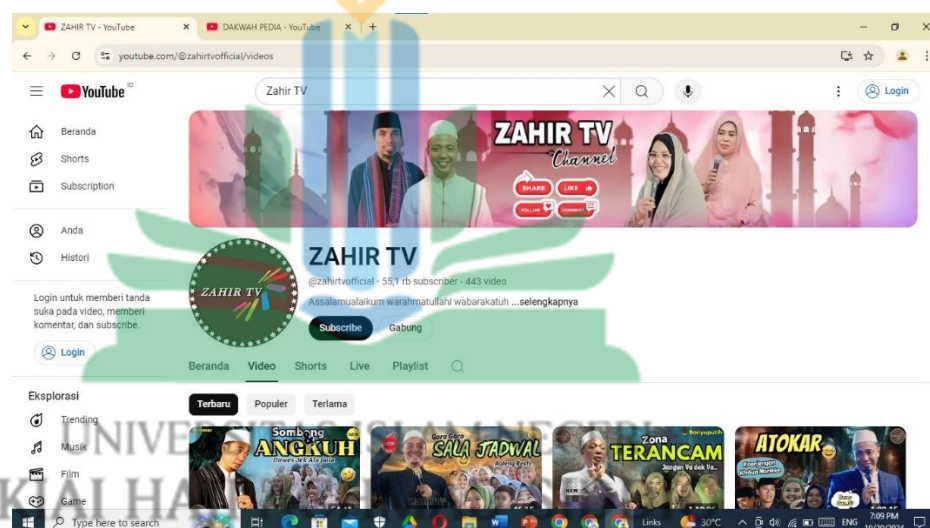 ZAHIR TV - YouTube
DAKWAH PEDIA - YouTube
youtube.com/@zahirtvofficial/videos
YouTube ID
Zahir TV
Login
Beranda
Shorts
Subscription
Anda
Histori
Login untuk memberi tanda
suka pada video, memberi
komentar, dan subscribe.
Login
Eksplorasi
Trending
Musik
Film
Game
ZAHIR TV
Channel
SHARE
LIKE
FOLLOW
COMMENT
ZAHIR TV
ZAHIR TV
@zahirtvofficial - 55,1 rb subscriber - 443 video
Assalamualaikum warahmatullahi wabarakatuh ...selengkapnya
Subscribe
Gabung
Beranda Video Shorts Live Playlist
Terbaru Populer Terlama
Sombong
ANGKUH
Gara Gara
SALA JADWAL
Zona
TERANCAM
NEW
ATOKAR
Type here to search
Links
30°C
ENG
7:09 PM